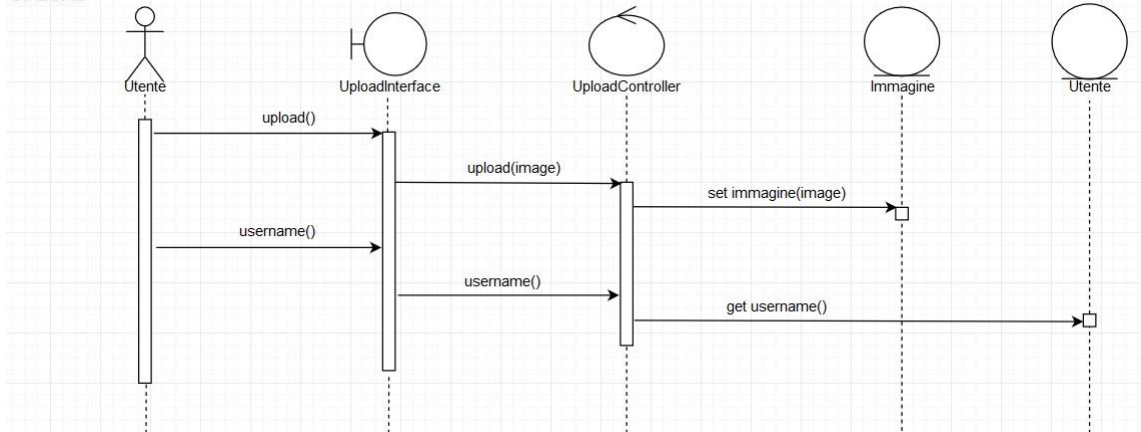 Utente
UploadInterface
UploadController
Immagine
Utente
upload()
upload(image)
set immagine(image)
username()
username()
get username()